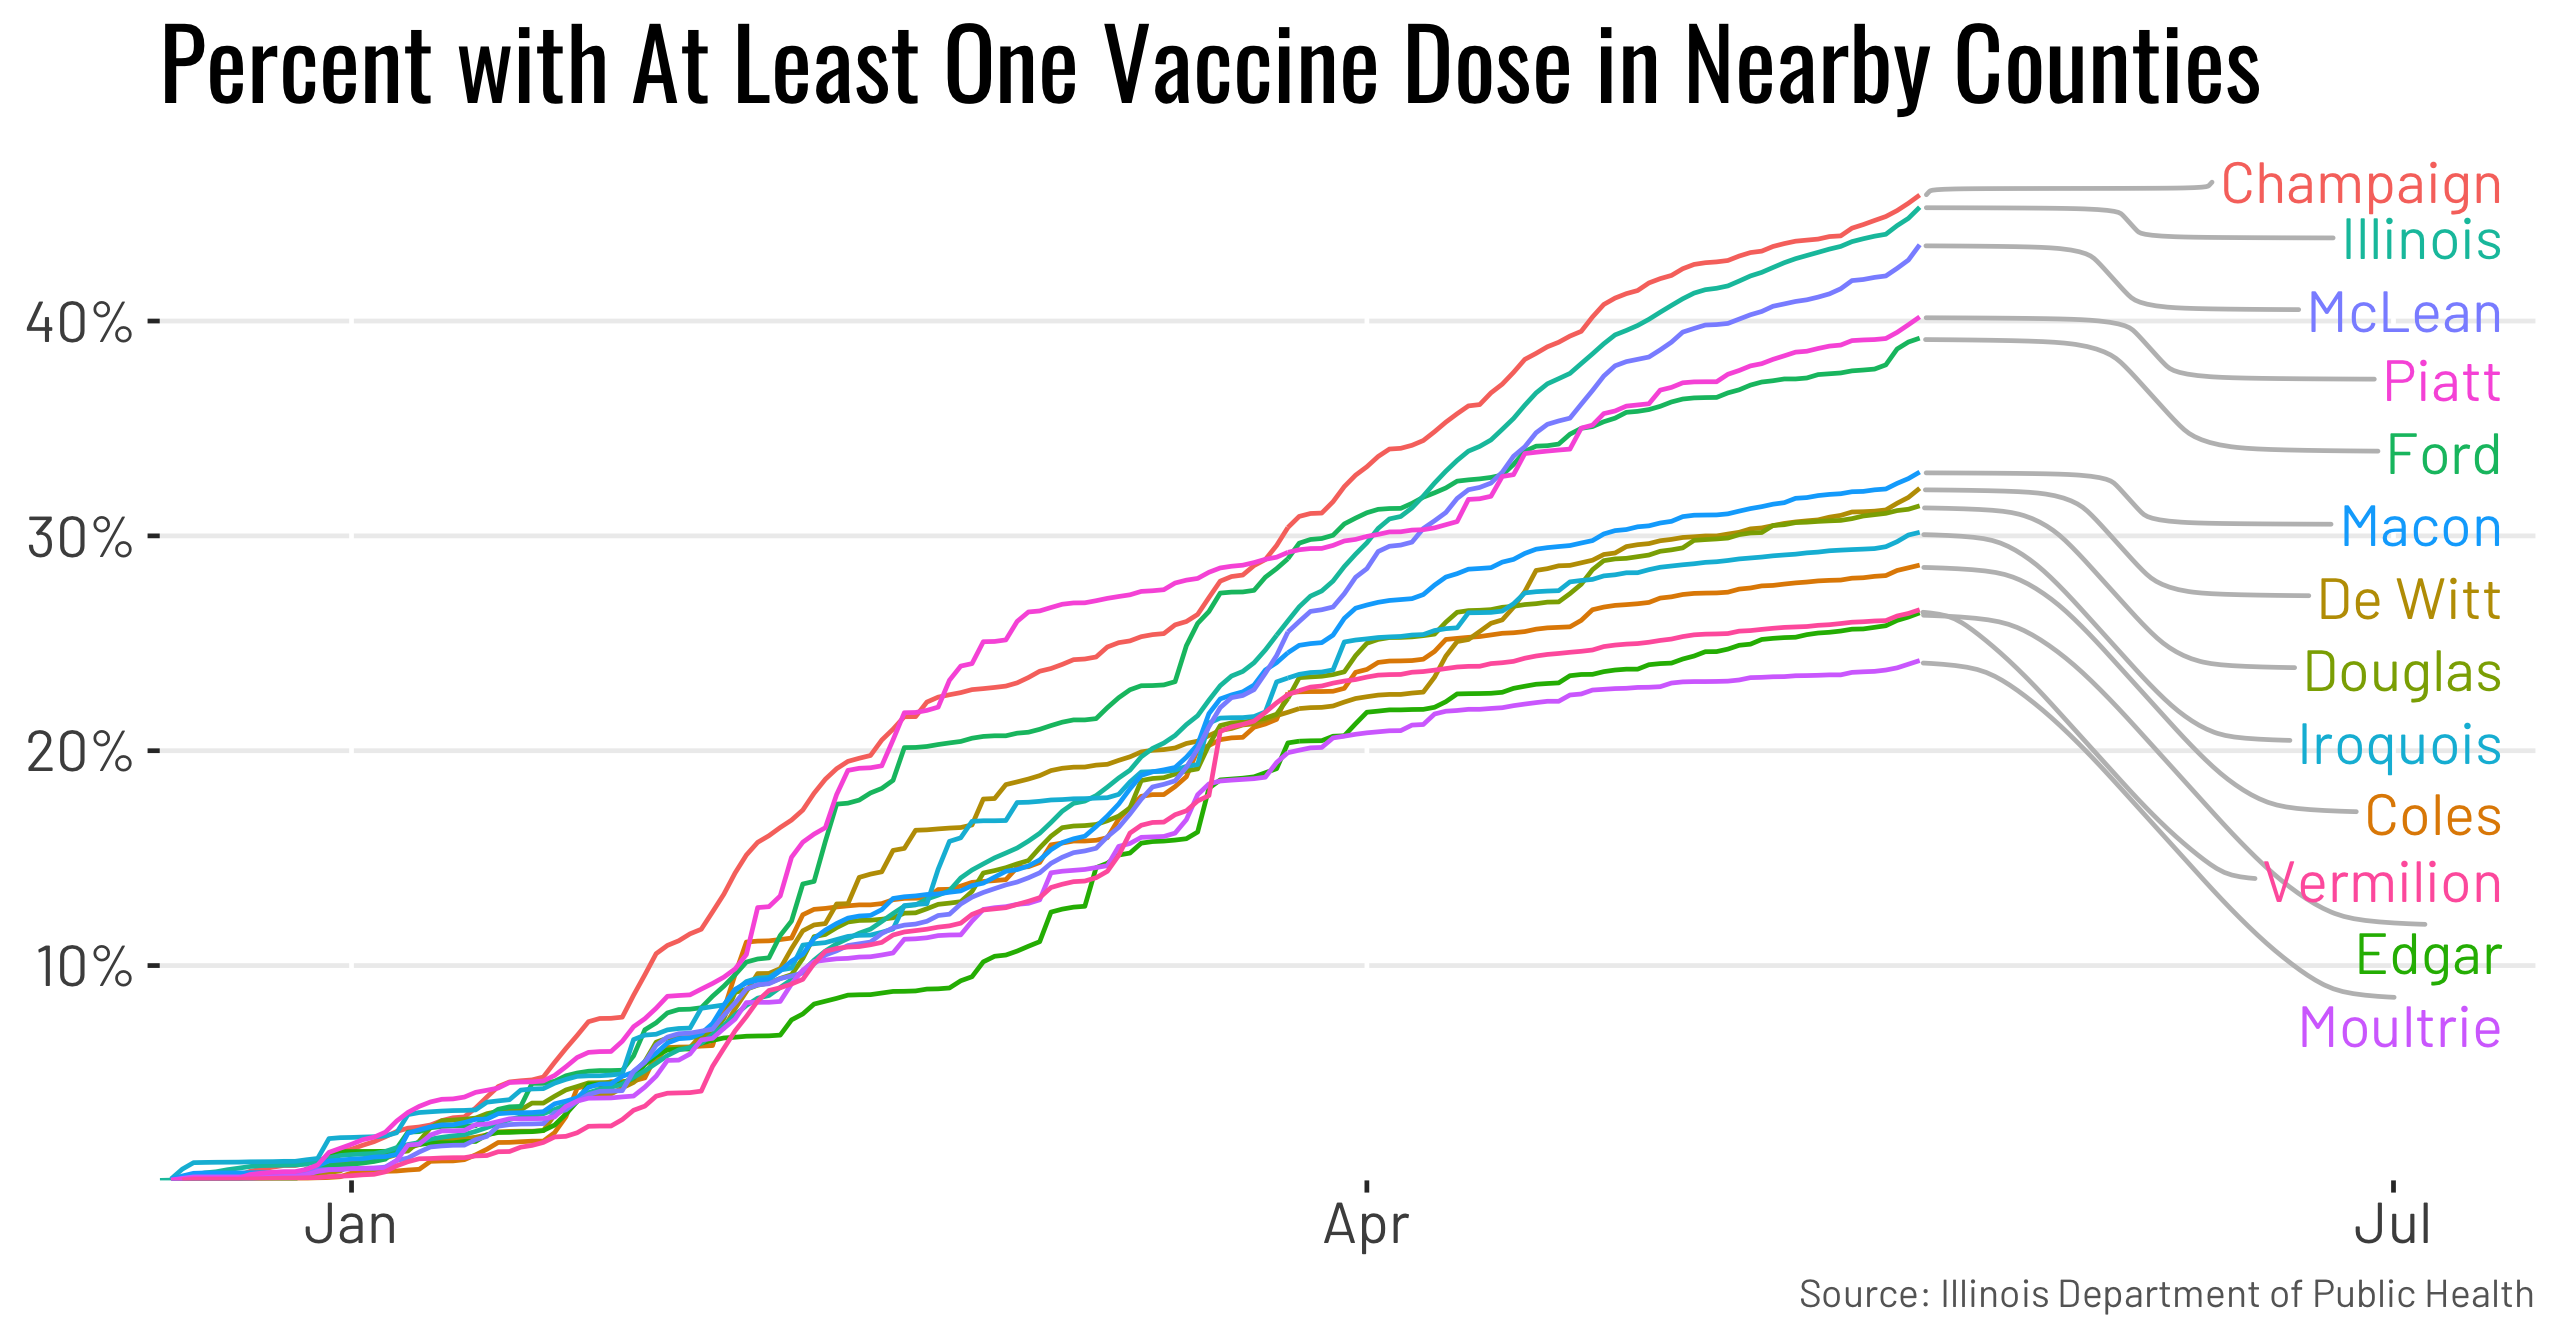 Percent with At Least One Vaccine Dose in Nearby Counties
Champaign
Illinois
40%
McLean
Piatt
Ford
30%
Macon
De Witt
Douglas
20%
Iroquois
Coles
Vermilion
10%
Edgar
Moultrie
Jan
Apr
Jul
Source: Illinois Department of Public Health